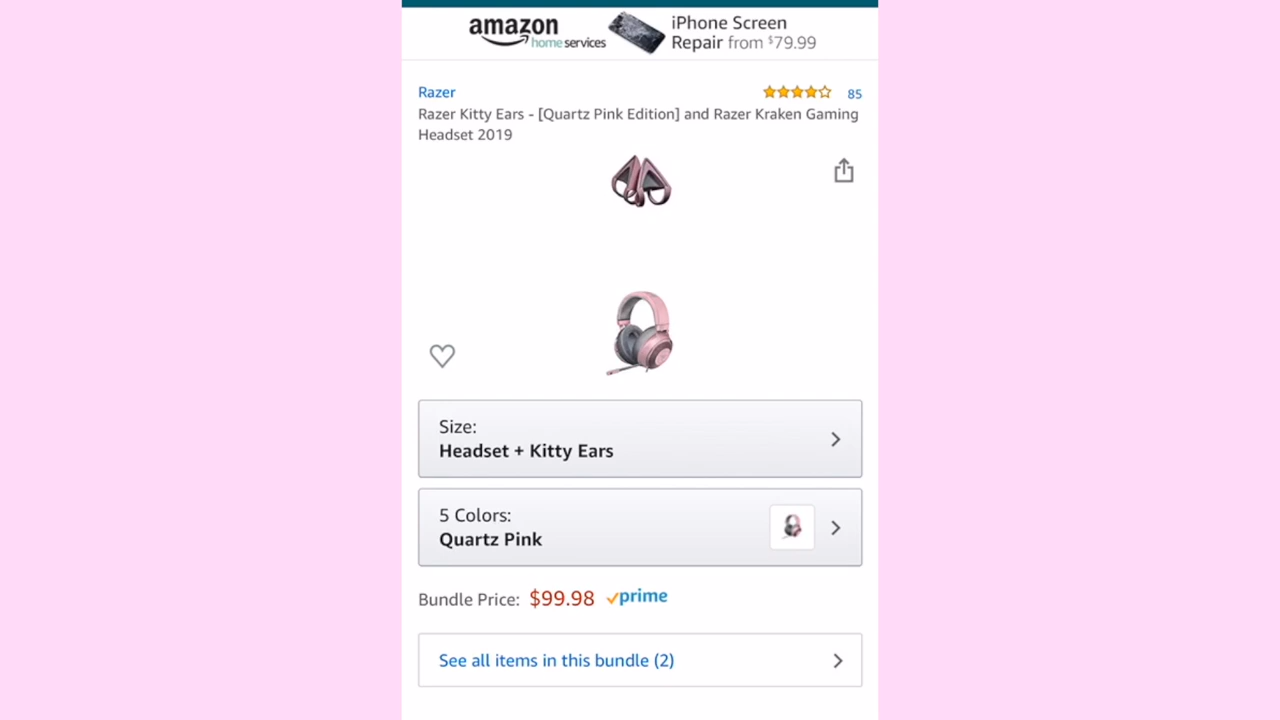 amazon
home services
iPhone Screen
Repair from $79.99
Razer
85
Razer Kitty Ears - [Quartz Pink Edition] and Razer Kraken Gaming
Headset 2019
Size:
Headset + Kitty Ears
5 Colors:
Quartz Pink
Bundle Price: $99.98 prime
See all items in this bundle (2)